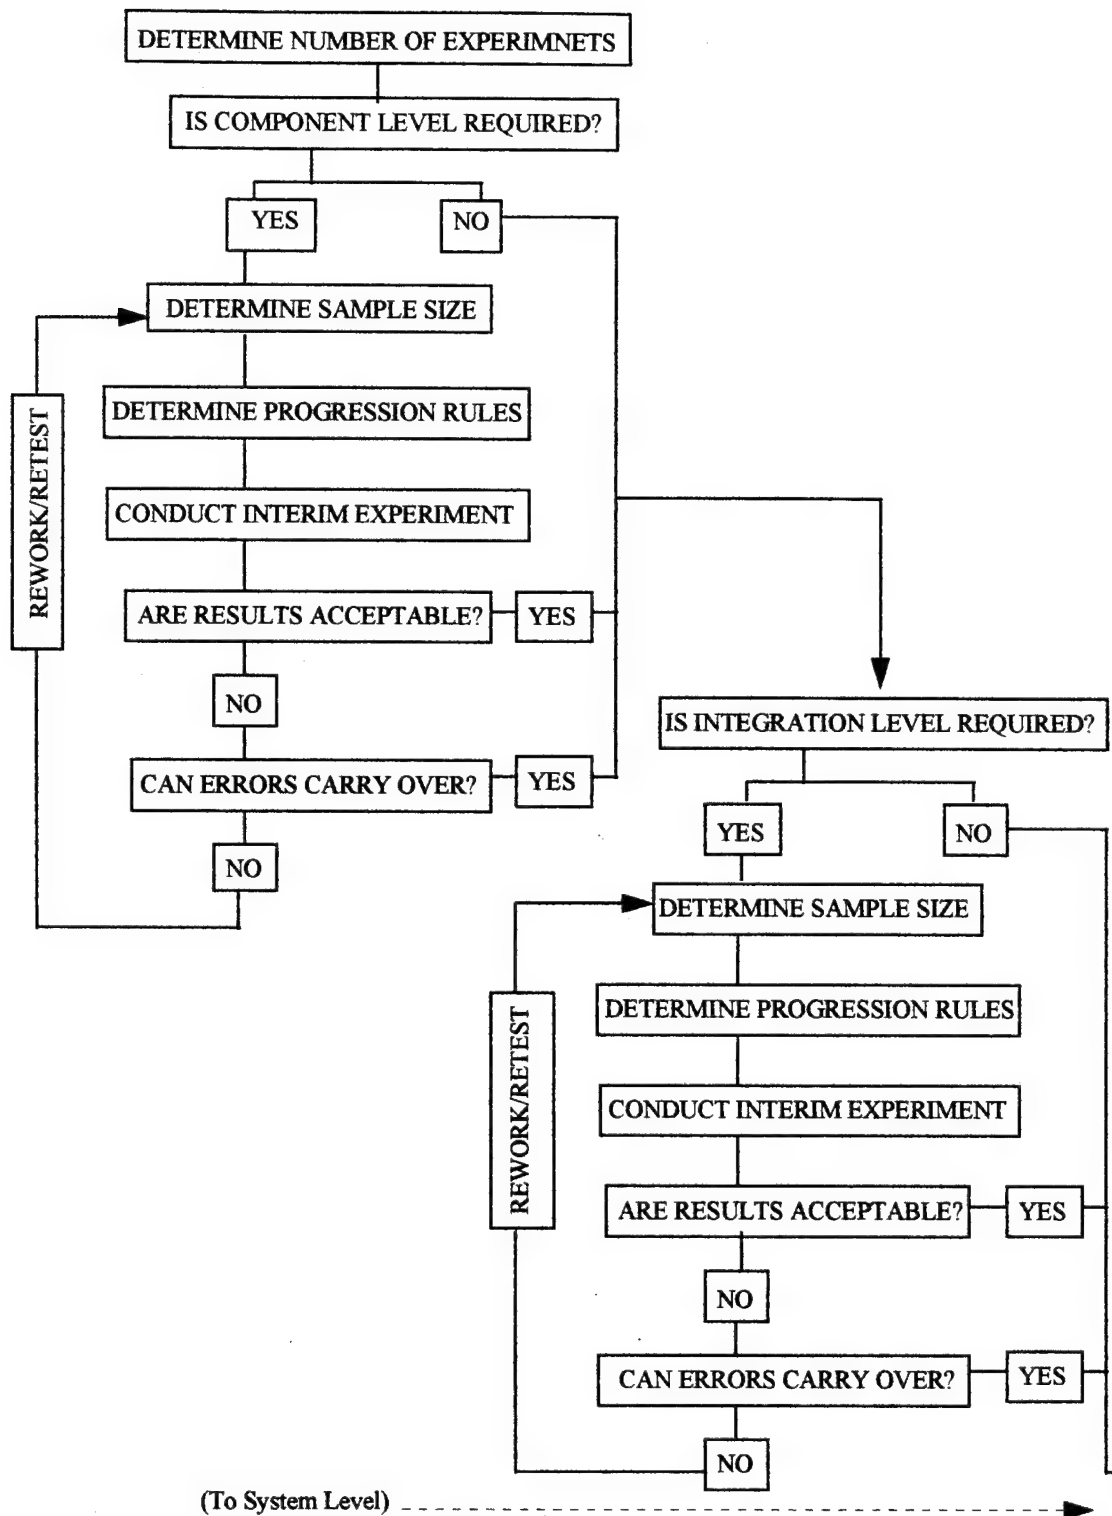 DETERMINE NUMBER OF EXPERIMNETS
IS COMPONENT LEVEL REQUIRED?
YES
NO
DETERMINE SAMPLE SIZE
DETERMINE PROGRESSION RULES
CONDUCT INTERIM EXPERIMENT
ARE RESULTS ACCEPTABLE?
YES
NO
CAN ERRORS CARRY OVER?
YES
NO
REWORK/RETEST
IS INTEGRATION LEVEL REQUIRED?
YES
NO
DETERMINE SAMPLE SIZE
DETERMINE PROGRESSION RULES
CONDUCT INTERIM EXPERIMENT
ARE RESULTS ACCEPTABLE?
YES
NO
CAN ERRORS CARRY OVER?
YES
NO
REWORK/RETEST
(To System Level)